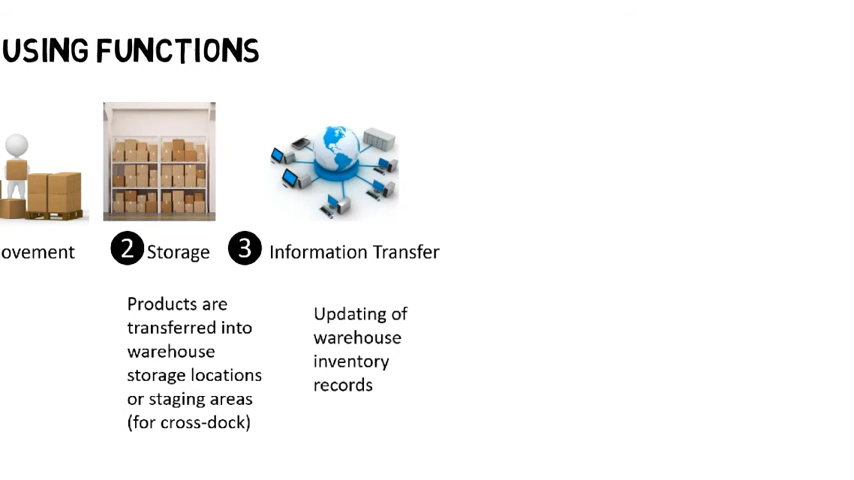 USING FUNCTIONS
ovement
2 Storage
3 Information Transfer
Products are
transferred into
warehouse
storage locations
or staging areas
(for cross-dock)
Updating of
warehouse
inventory
records